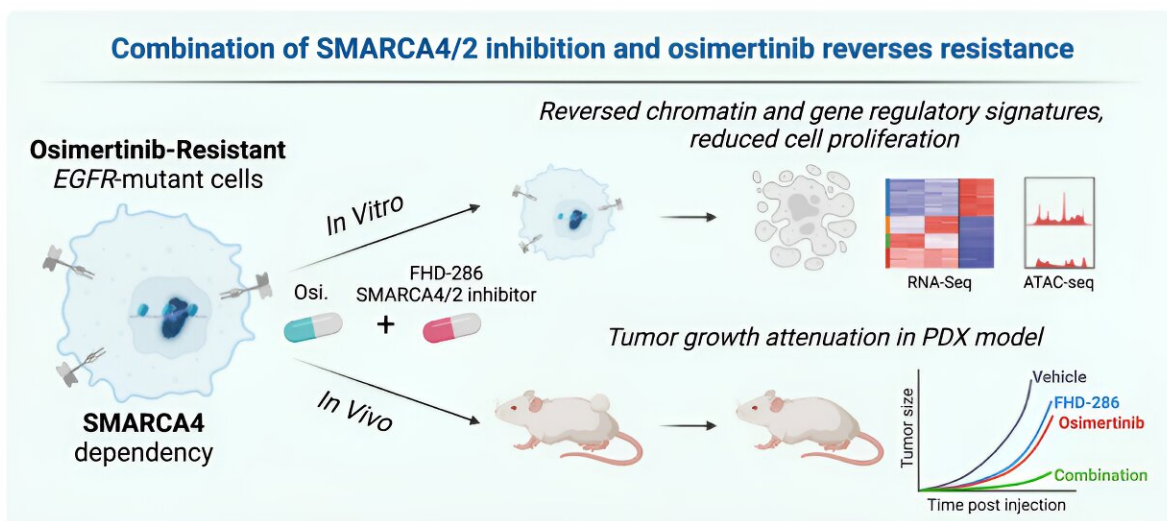 Combination of SMARCA4/2 inhibition and osimertinib reverses resistance
Osimertinib-Resistant
EGFR-mutant cells
SMARCA4
dependency
In Vitro
Osi.
+
FHD-286
SMARCA4/2 inhibitor
In Vivo
Reversed chromatin and gene regulatory signatures,
reduced cell proliferation
RNA-Seq
ATAC-seq
Tumor growth attenuation in PDX model
Tumor size
Vehicle
FHD-286
Osimertinib
Combination
Time post injection